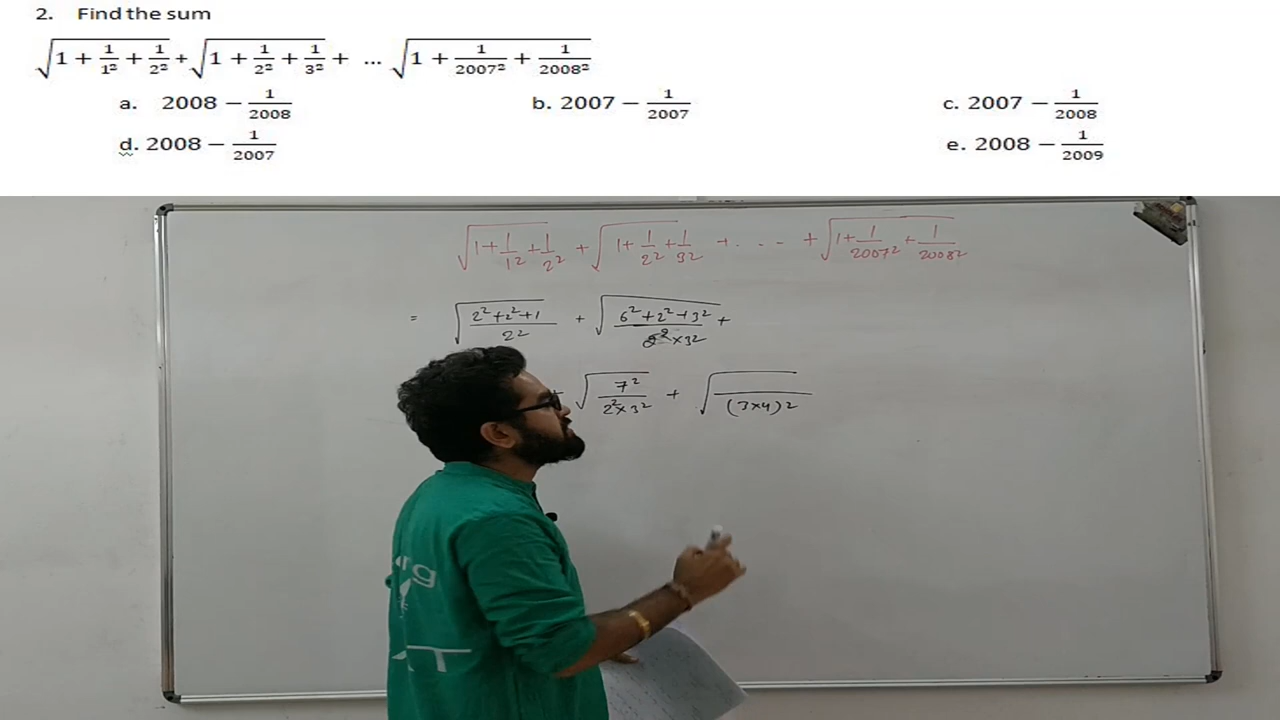 2. Find the sum
√(1 + 1/1² + 1/2²) + √(1 + 1/2² + 1/3²) + ... √(1 + 1/2007² + 1/2008²)
a. 2008 − 1/2008 b. 2007 − 1/2007 c. 2007 − 1/2008
d. 2008 − 1/2007 e. 2008 − 1/2009
√(1+1/1²+1/2²) + √(1+1/2²+1/3²) + . - - - + √(1+1/2007²+1/2008²)
= √((2²+2²+1)/2²) + √((6²+2²+3²)/(2²×3²)) +
+ √(7²/(2²×3²)) + √( /(3×4)²)